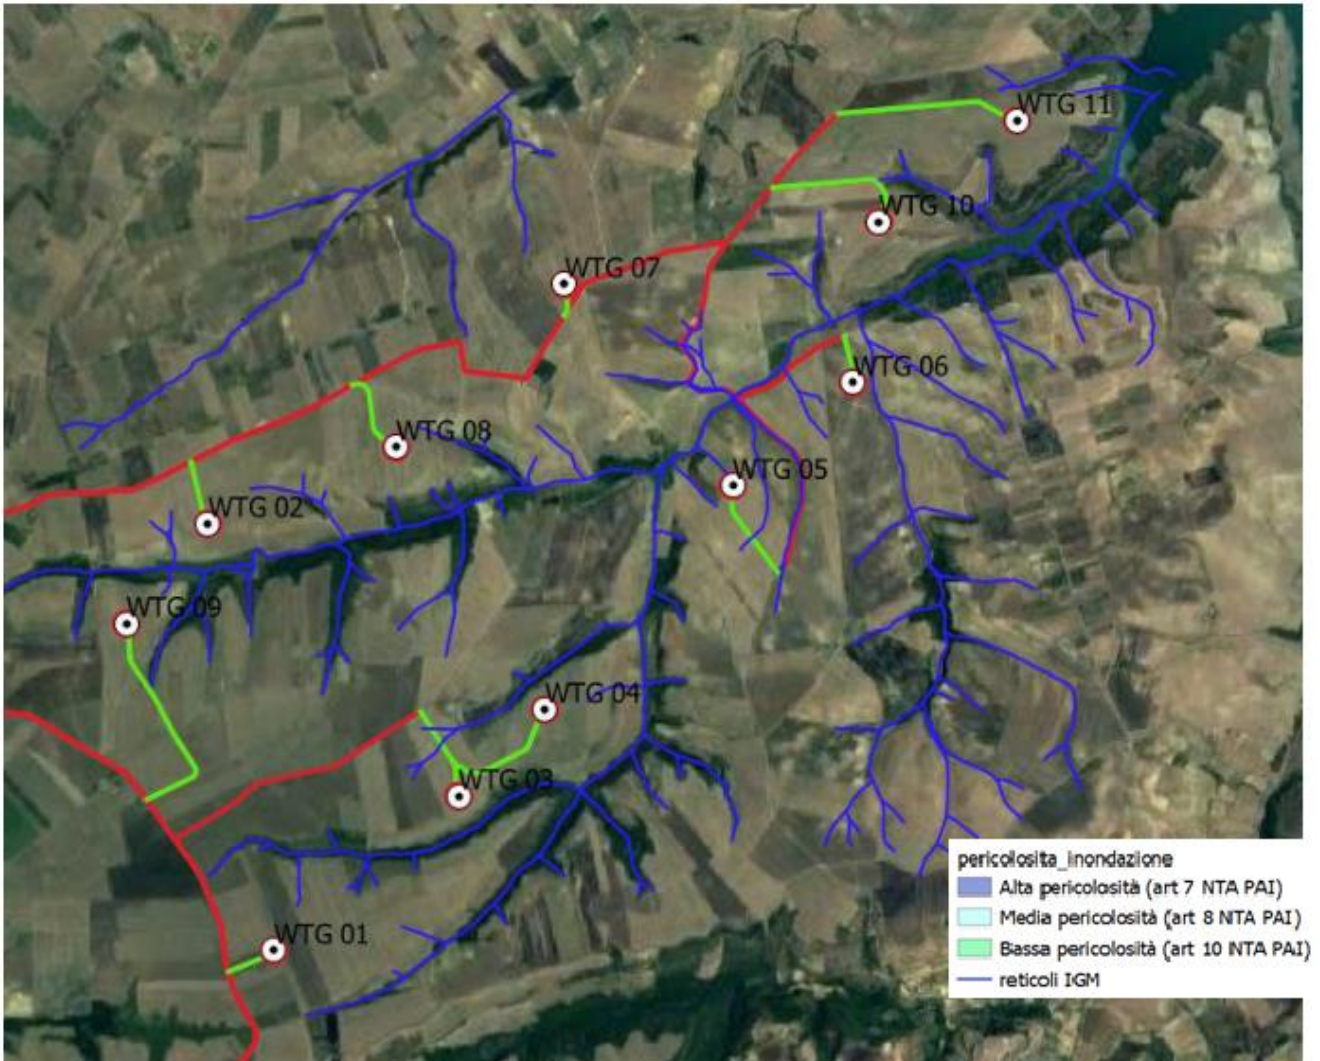 WTG 11
WTG 10
WTG 07
WTG 06
WTG 08
WTG 05
WTG 02
WTG 09
WTG 04
WTG 03
WTG 01
pericolosita_inondazione
Alta pericolosità (art 7 NTA PAI)
Media pericolosità (art 8 NTA PAI)
Bassa pericolosità (art 10 NTA PAI)
reticoli IGM